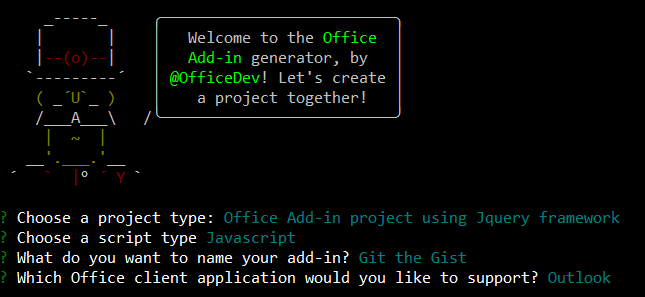 Welcome to the Office
Add-in generator, by
@OfficeDev! Let's create
a project together!
? Choose a project type: Office Add-in project using Jquery framework
? Choose a script type Javascript
? What do you want to name your add-in? Git the Gist
? Which Office client application would you like to support? Outlook